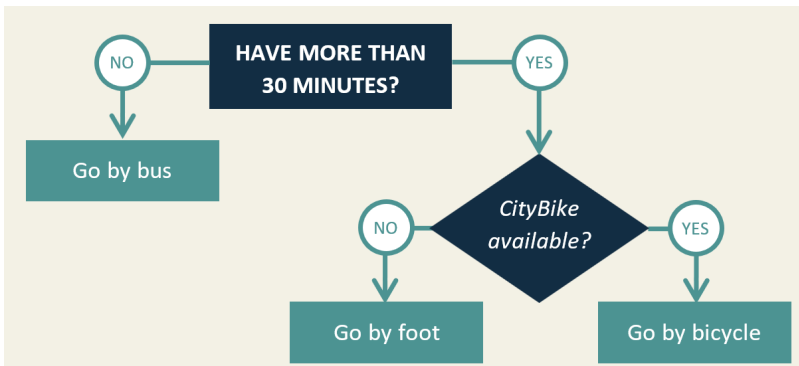 HAVE MORE THAN
30 MINUTES?
NO
YES
Go by bus
CityBike
available?
NO
YES
Go by foot
Go by bicycle